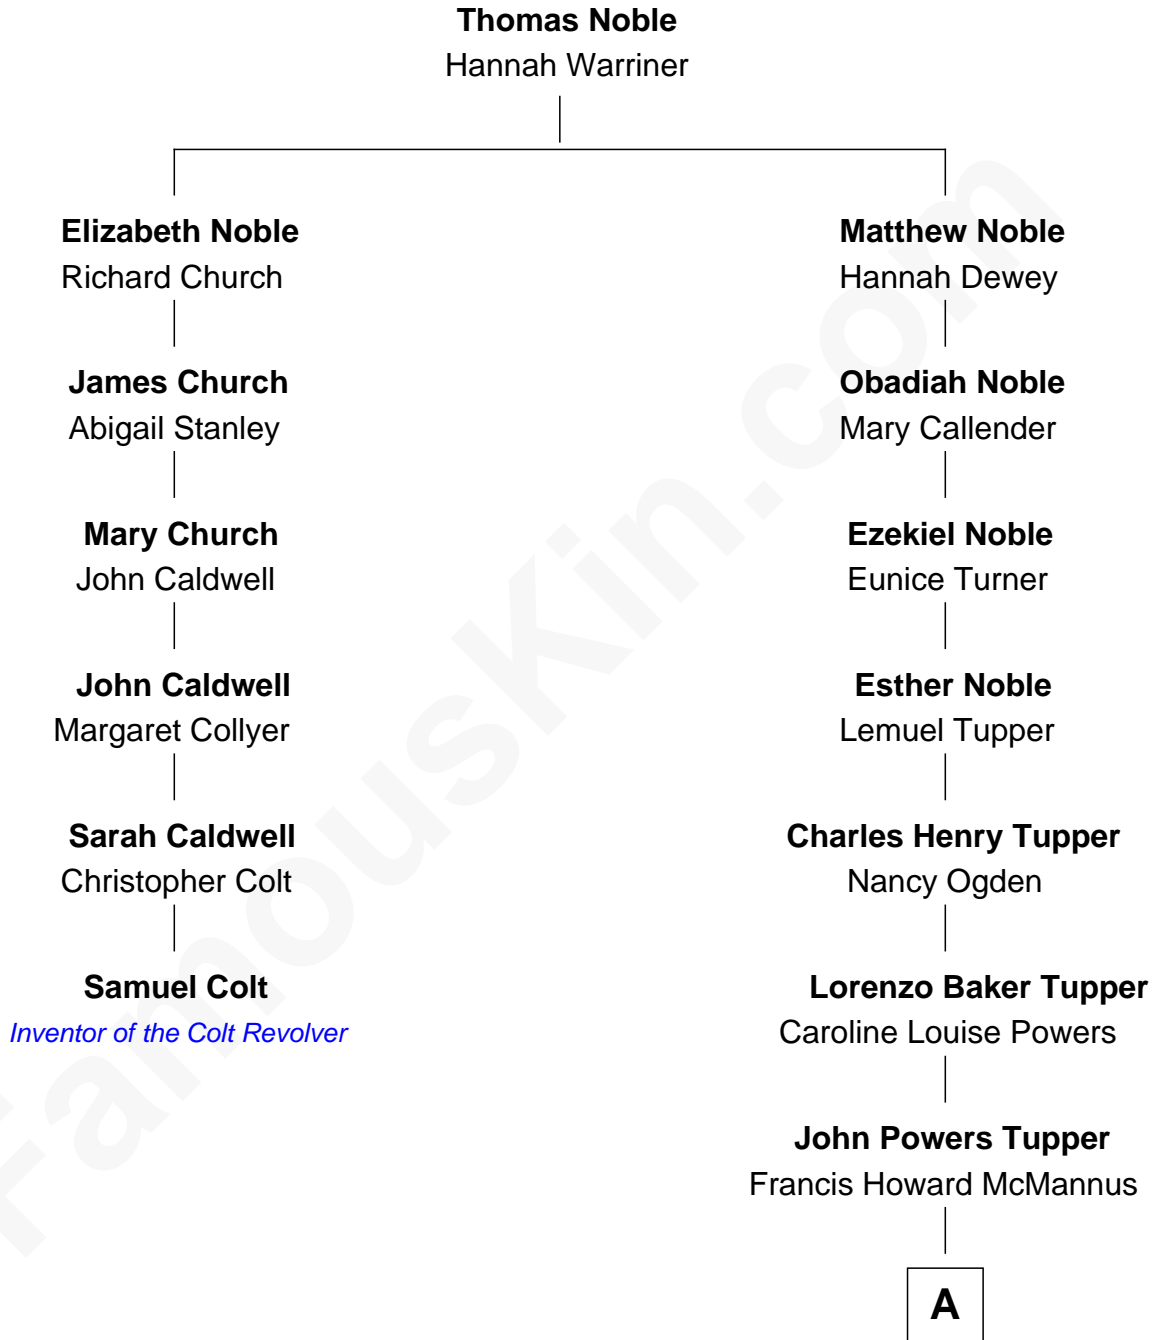 Thomas Noble
Hannah Warriner
Elizabeth Noble
Richard Church
James Church
Abigail Stanley
Mary Church
John Caldwell
John Caldwell
Margaret Collyer
Sarah Caldwell
Christopher Colt
Samuel Colt
Inventor of the Colt Revolver
Matthew Noble
Hannah Dewey
Obadiah Noble
Mary Callender
Ezekiel Noble
Eunice Turner
Esther Noble
Lemuel Tupper
Charles Henry Tupper
Nancy Ogden
Lorenzo Baker Tupper
Caroline Louise Powers
John Powers Tupper
Francis Howard McMannus
A
FamousKin.com